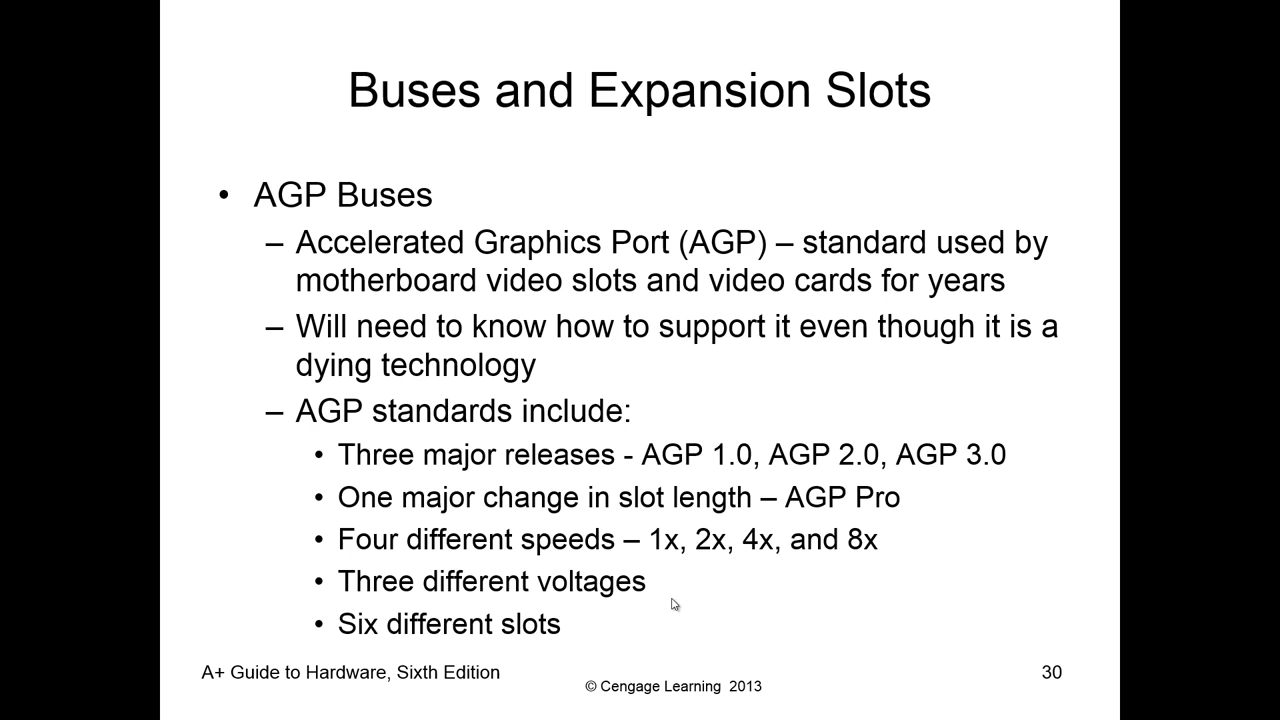 Buses and Expansion Slots
• AGP Buses
– Accelerated Graphics Port (AGP) – standard used by
motherboard video slots and video cards for years
– Will need to know how to support it even though it is a
dying technology
– AGP standards include:
• Three major releases - AGP 1.0, AGP 2.0, AGP 3.0
• One major change in slot length – AGP Pro
• Four different speeds – 1x, 2x, 4x, and 8x
• Three different voltages
• Six different slots
A+ Guide to Hardware, Sixth Edition
© Cengage Learning 2013
30